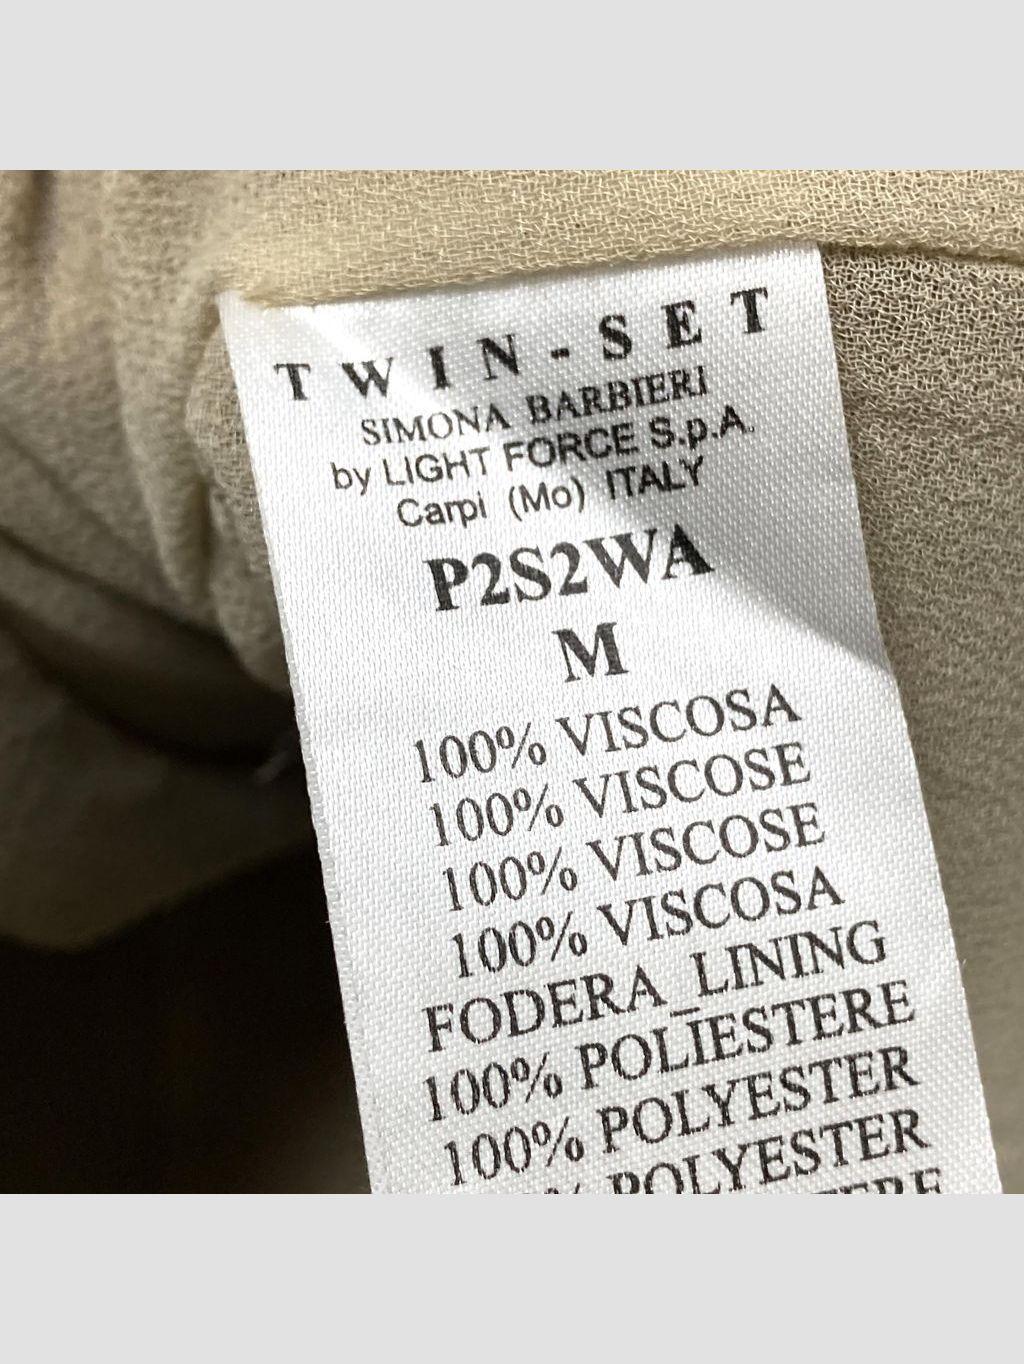 TWIN-SET
SIMONA BARBIERI
by LIGHT FORCE S.p.A.
Carpi (Mo) ITALY
P2S2WA
M
100% VISCOSA
100% VISCOSE
100% VISCOSE
100% VISCOSA
FODERA_LINING
100% POLIESTERE
100% POLYESTER
% POLYESTER